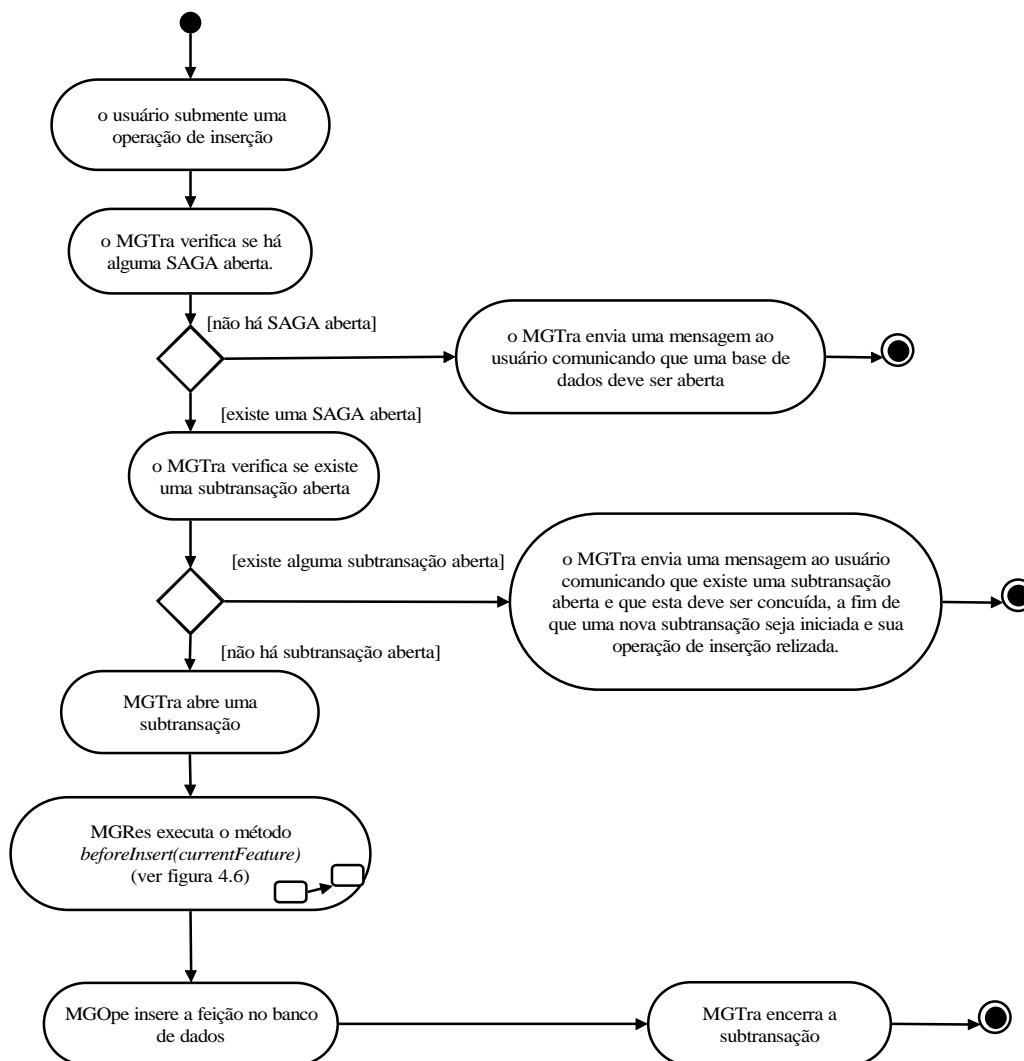 o usuário submente uma
operação de inserção
o MGTra verifica se há
alguma SAGA aberta.
[não há SAGA aberta]
o MGTra envia uma mensagem ao
usuário comunicando que uma base de
dados deve ser aberta
[existe uma SAGA aberta]
o MGTra verifica se existe
uma subtransação aberta
[existe alguma subtransação aberta]
o MGTra envia uma mensagem ao usuário
comunicando que existe uma subtransação
aberta e que esta deve ser concuída, a fim de
que uma nova subtransação seja iniciada e sua
operação de inserção relizada.
[não há subtransação aberta]
MGTra abre uma
subtransação
MGRes executa o método
beforeInsert(currentFeature)
(ver figura 4.6)
MGOpe insere a feição no banco
de dados
MGTra encerra a
subtransação